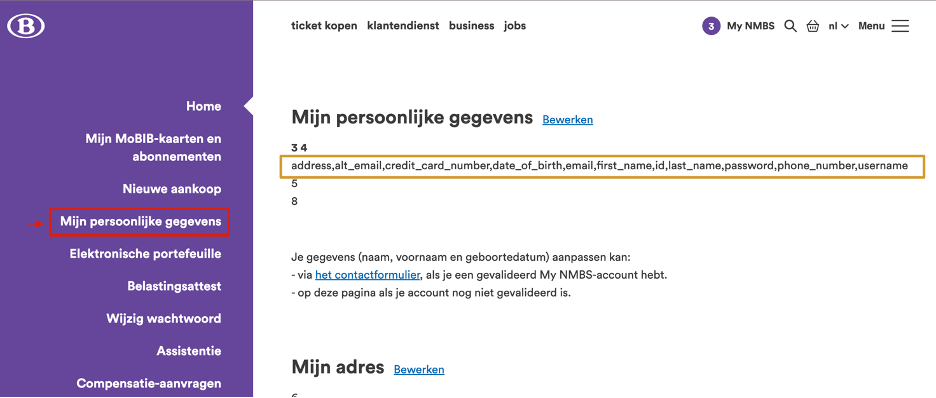 B
ticket kopen klantendienst business jobs
3 My NMBS nl Menu
Home
Mijn MoBIB-kaarten en
abonnementen
Nieuwe aankoop
Mijn persoonlijke gegevens
Elektronische portefeuille
Belastingsattest
Wijzig wachtwoord
Assistentie
Compensatie-aanvragen
Mijn persoonlijke gegevens Bewerken
3 4
address,alt_email,credit_card_number,date_of_birth,email,first_name,id,last_name,password,phone_number,username
5
8
Je gegevens (naam, voornaam en geboortedatum) aanpassen kan:
- via het contactformulier, als je een gevalideerd My NMBS-account hebt.
- op deze pagina als je account nog niet gevalideerd is.
Mijn adres Bewerken